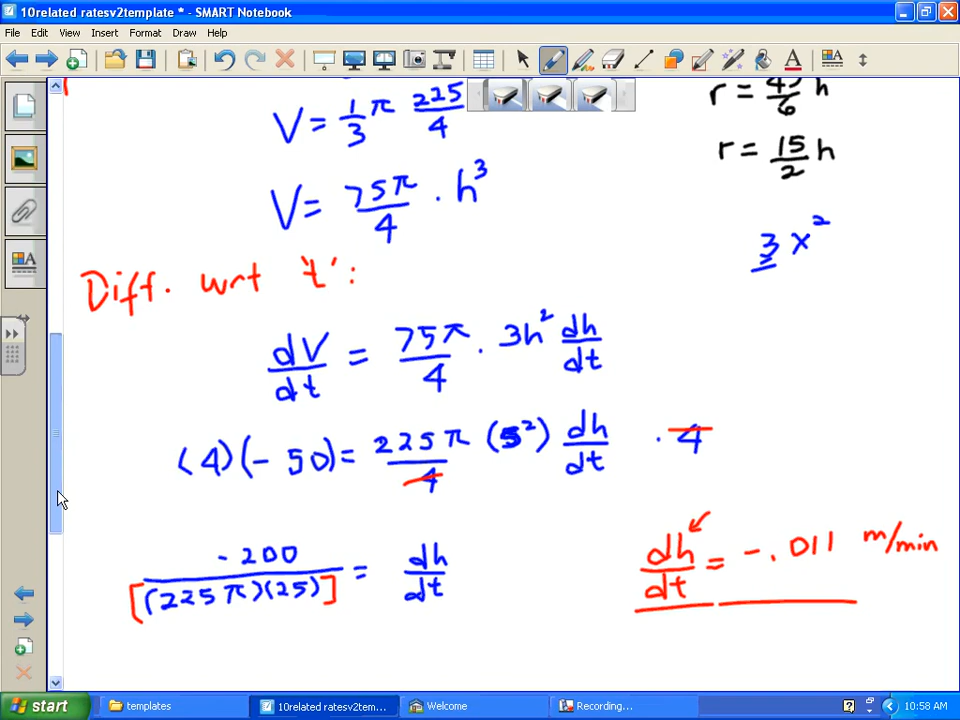 10related ratesv2template * - SMART Notebook
File Edit View Insert Format Draw Help
V = 1/3 π 225/4
r = 45/6 h
r = 15/2 h
V = 75π/4 · h³
3x²
Diff. wrt 't':
dV/dt = 75π/4 · 3h² dh/dt
(4)(-50) = 225π/4 (5²) dh/dt · 4
-200/[(225π)(25)] = dh/dt
dh/dt = -.011 m/min
start templates 10related ratesv2tem... Welcome Recording... 10:58 AM